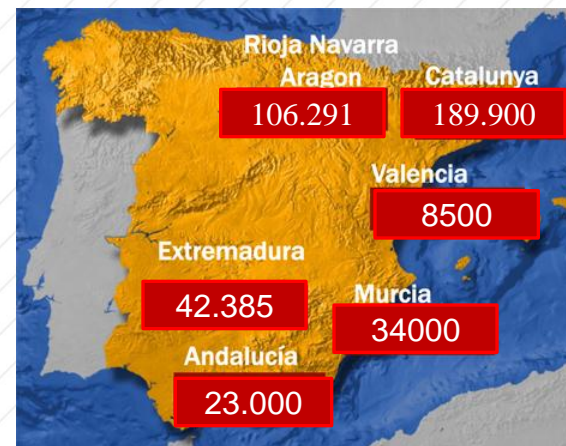 Rioja Navarra
Aragon
Catalunya
106.291
189.900
Valencia
8500
Extremadura
42.385
Murcia
34000
Andalucía
23.000